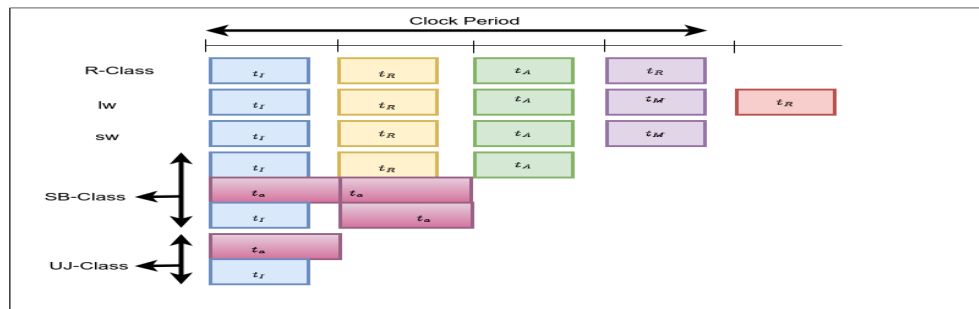 Clock Period
R-Class t_I t_R t_A t_R
lw t_I t_R t_A t_M t_R
sw t_I t_R t_A t_M
t_I t_R t_A
SB-Class t_a t_a
t_I t_a
t_a
UJ-Class t_I